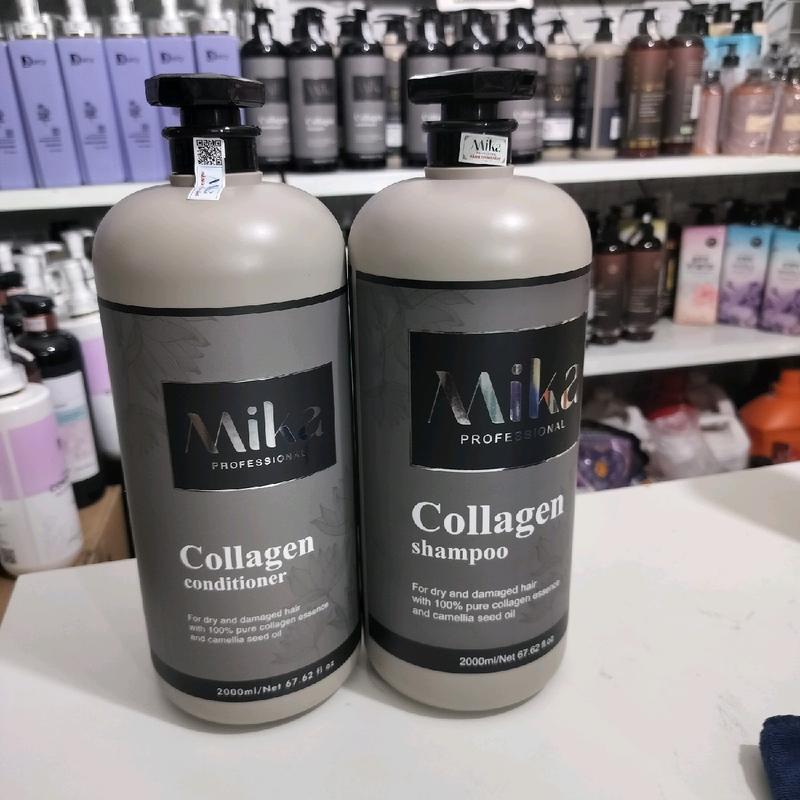 Mika
PROFESSIONAL
Collagen
conditioner
For dry and damaged hair
with 100% pure collagen essence
and camellia seed oil
2000ml/Net 67.62 fl oz
Mika
Mika
PROFESSIONAL
Collagen
shampoo
For dry and damaged hair
with 100% pure collagen essence
and camellia seed oil
2000ml/Net 67.62 fl oz
Collagen